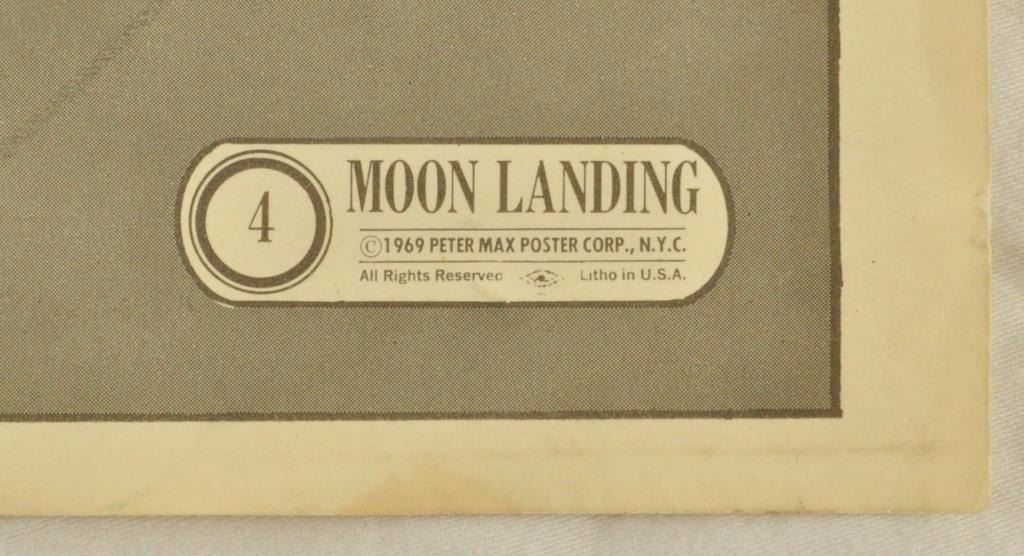 4
MOON LANDING
©1969 PETER MAX POSTER CORP., N.Y.C.
All Rights Reserved Litho in U.S.A.